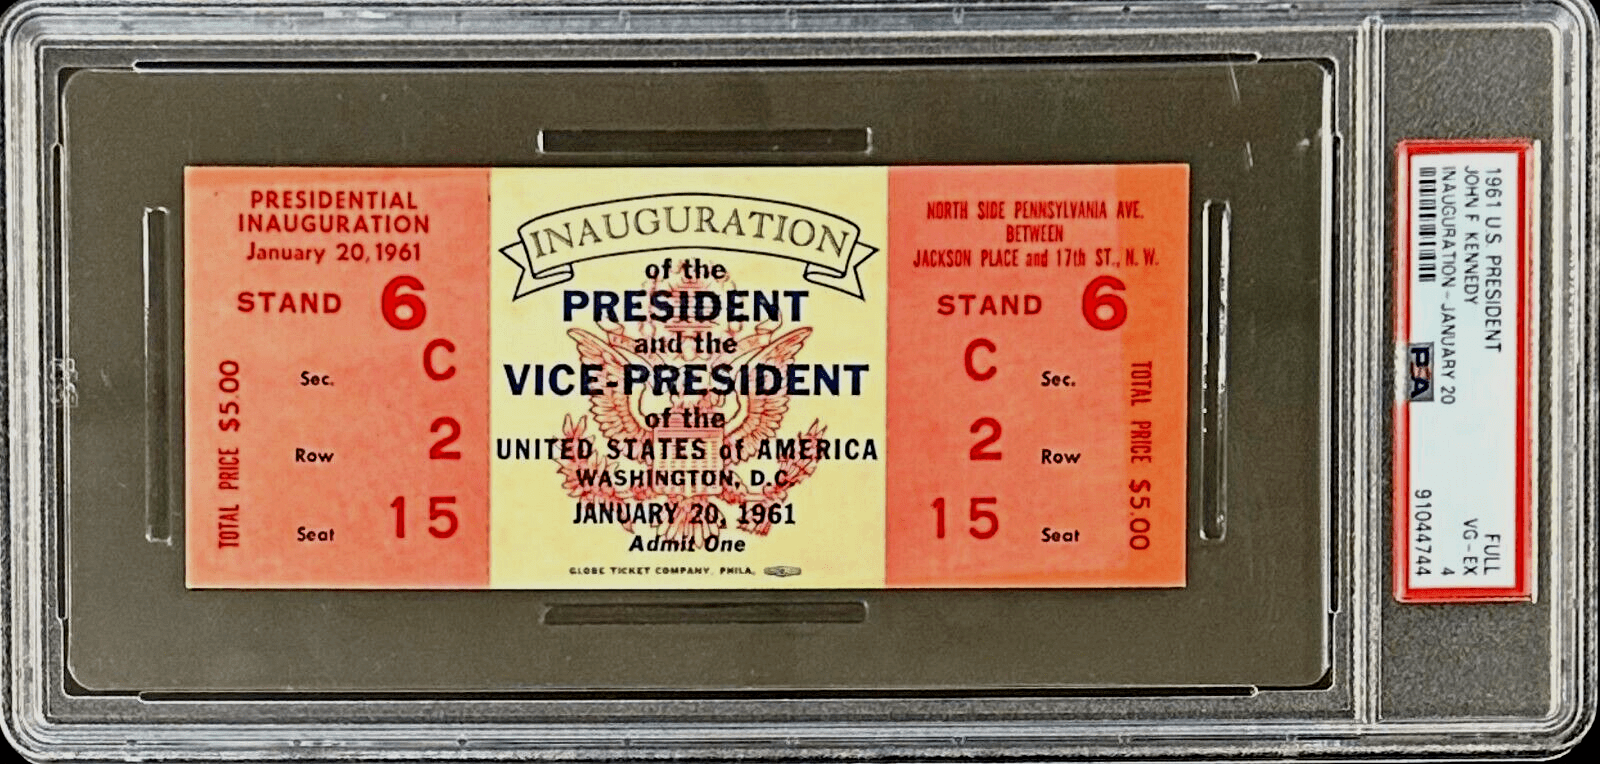 PRESIDENTIAL
INAUGURATION
January 20, 1961
STAND 6
Sec. C
Row 2
Seat 15
TOTAL PRICE $5.00
INAUGURATION
of the
PRESIDENT
and the
VICE-PRESIDENT
of the
UNITED STATES of AMERICA
WASHINGTON, D.C.
JANUARY 20, 1961
Admit One
GLOBE TICKET COMPANY, PHILA.
NORTH SIDE PENNSYLVANIA AVE.
BETWEEN
JACKSON PLACE and 17th ST., N. W.
STAND 6
C Sec.
2 Row
15 Seat
TOTAL PRICE $5.00
1961 U.S. PRESIDENT FULL
JOHN F KENNEDY VG-EX
INAUGURATION - JANUARY 20 4
PSA 91044744